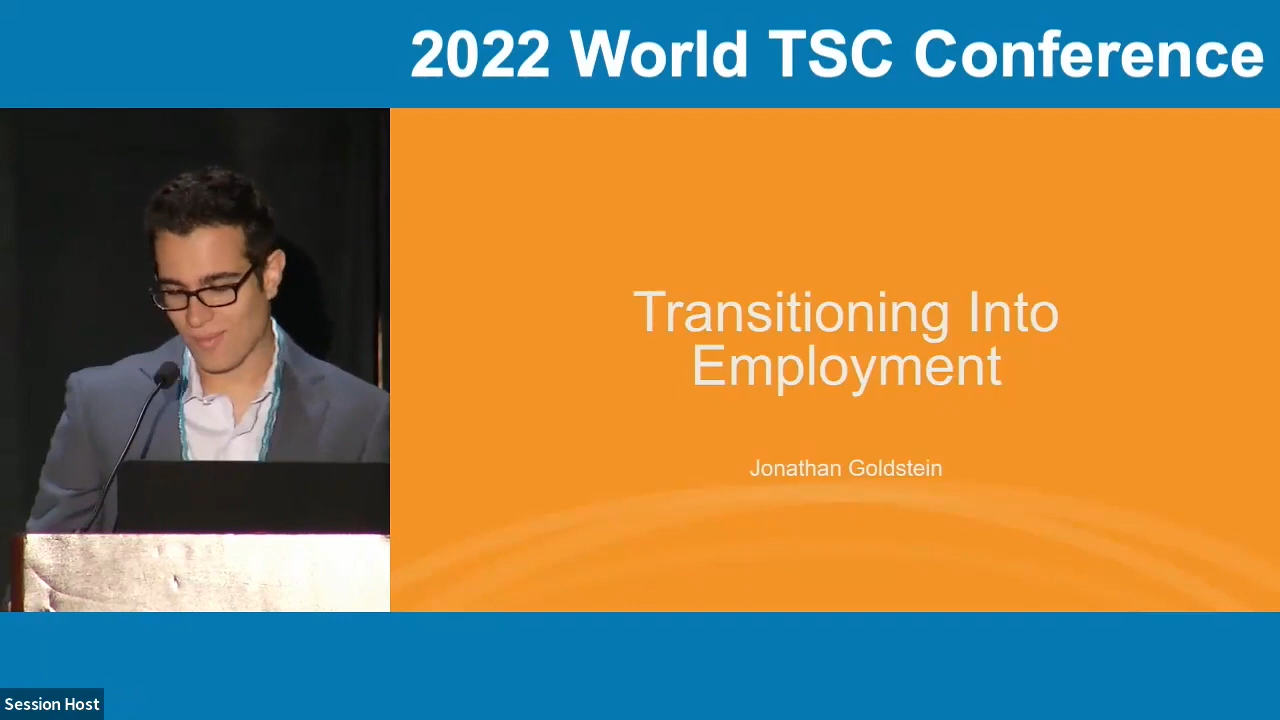 2022 World TSC Conference
Transitioning Into
Employment
Jonathan Goldstein
Session Host